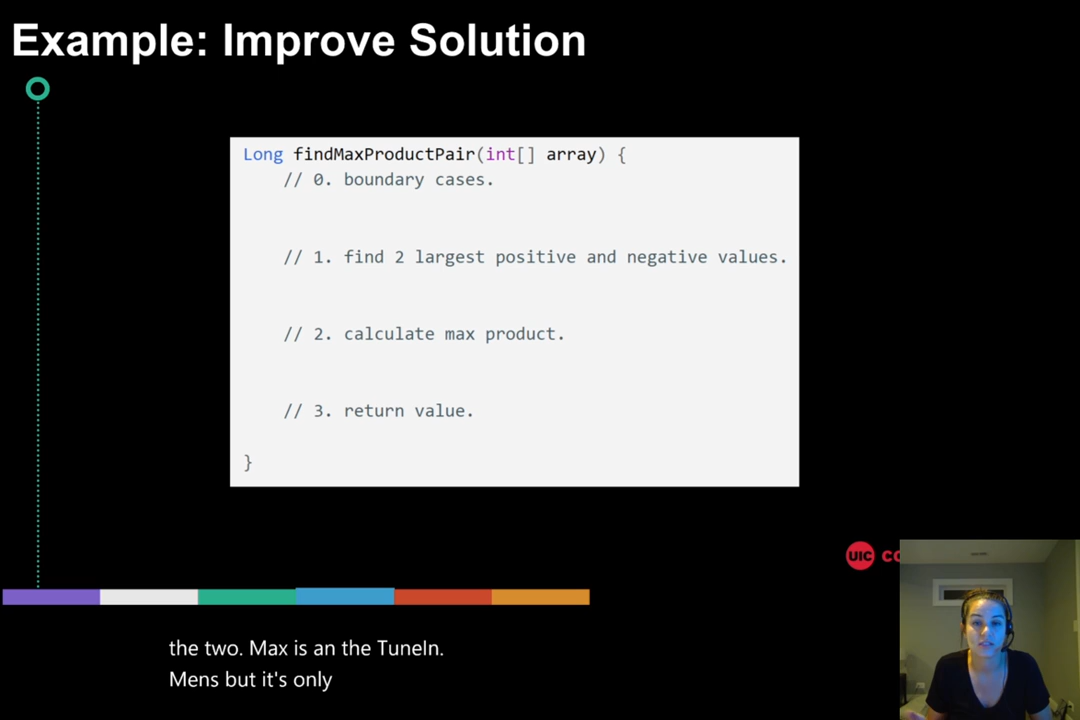 Example: Improve Solution
Long findMaxProductPair(int[] array) {
// 0. boundary cases.
// 1. find 2 largest positive and negative values.
// 2. calculate max product.
// 3. return value.
}
UIC
the two. Max is an the TuneIn.
Mens but it's only